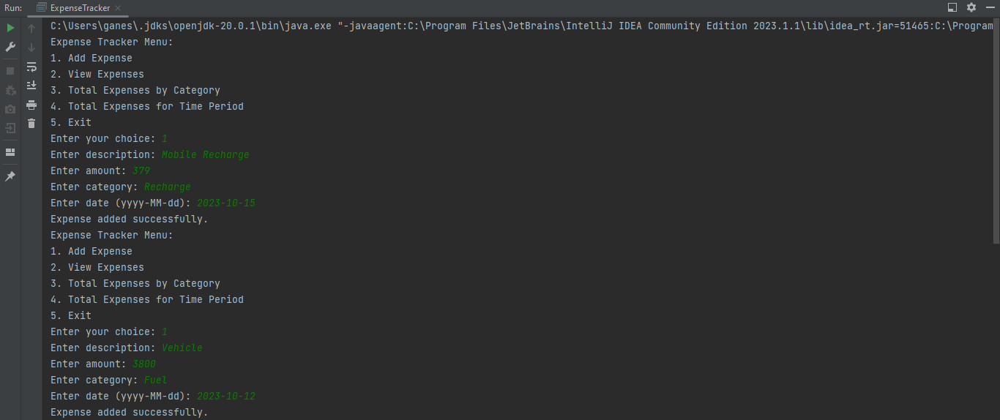 Run: ExpenseTracker
C:\Users\ganes\.jdks\openjdk-20.0.1\bin\java.exe "-javaagent:C:\Program Files\JetBrains\IntelliJ IDEA Community Edition 2023.1.1\lib\idea_rt.jar=51465:C:\Program
Expense Tracker Menu:
1. Add Expense
2. View Expenses
3. Total Expenses by Category
4. Total Expenses for Time Period
5. Exit
Enter your choice: 1
Enter description: Mobile Recharge
Enter amount: 379
Enter category: Recharge
Enter date (yyyy-MM-dd): 2023-10-15
Expense added successfully.
Expense Tracker Menu:
1. Add Expense
2. View Expenses
3. Total Expenses by Category
4. Total Expenses for Time Period
5. Exit
Enter your choice: 1
Enter description: Vehicle
Enter amount: 3800
Enter category: Fuel
Enter date (yyyy-MM-dd): 2023-10-12
Expense added successfully.